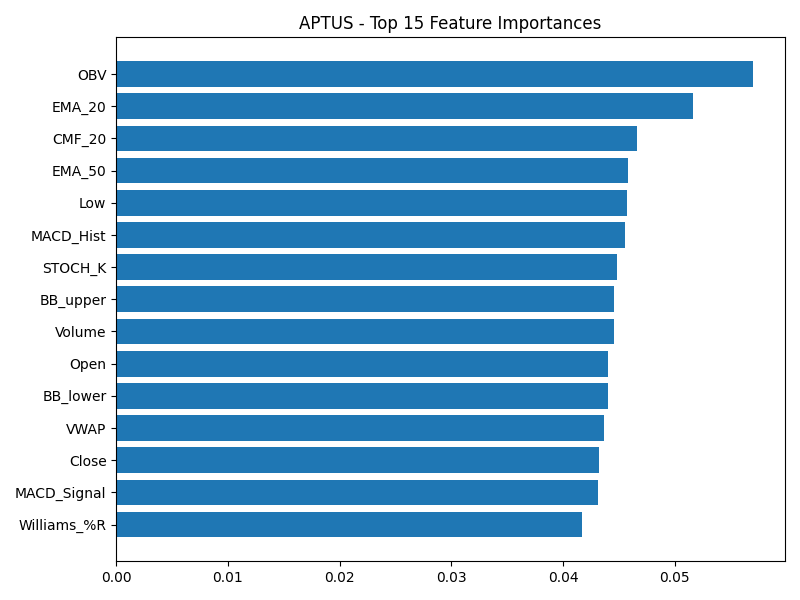 APTUS - Top 15 Feature Importances
OBV
EMA_20
CMF_20
EMA_50
Low
MACD_Hist
STOCH_K
BB_upper
Volume
Open
BB_lower
VWAP
Close
MACD_Signal
Williams_%R
0.00 0.01 0.02 0.03 0.04 0.05